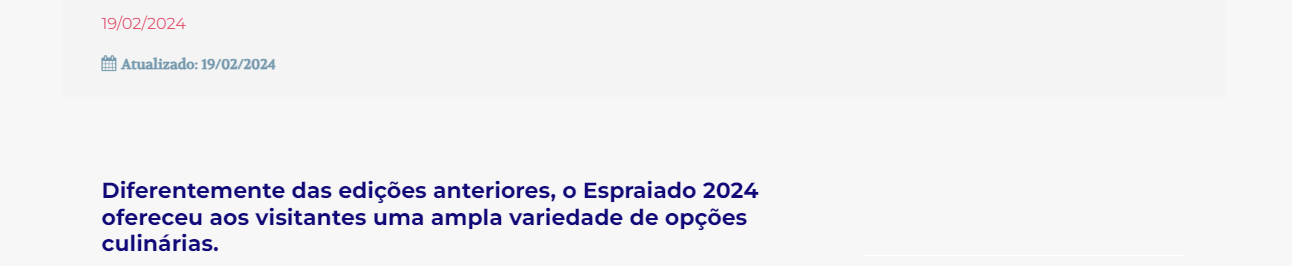 19/02/2024
Atualizado: 19/02/2024
Diferentemente das edições anteriores, o Espraiado 2024
ofereceu aos visitantes uma ampla variedade de opções
culinárias.